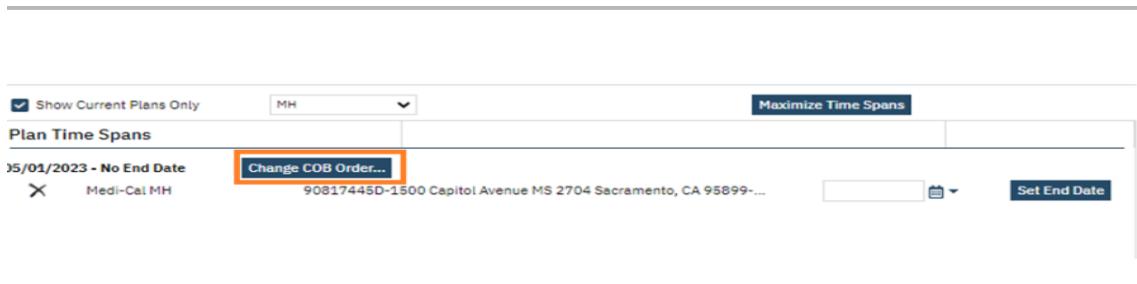 Show Current Plans Only MH Maximize Time Spans
Plan Time Spans
05/01/2023 - No End Date Change COB Order...
Medi-Cal MH 90817445D-1500 Capitol Avenue MS 2704 Sacramento, CA 95899-... Set End Date